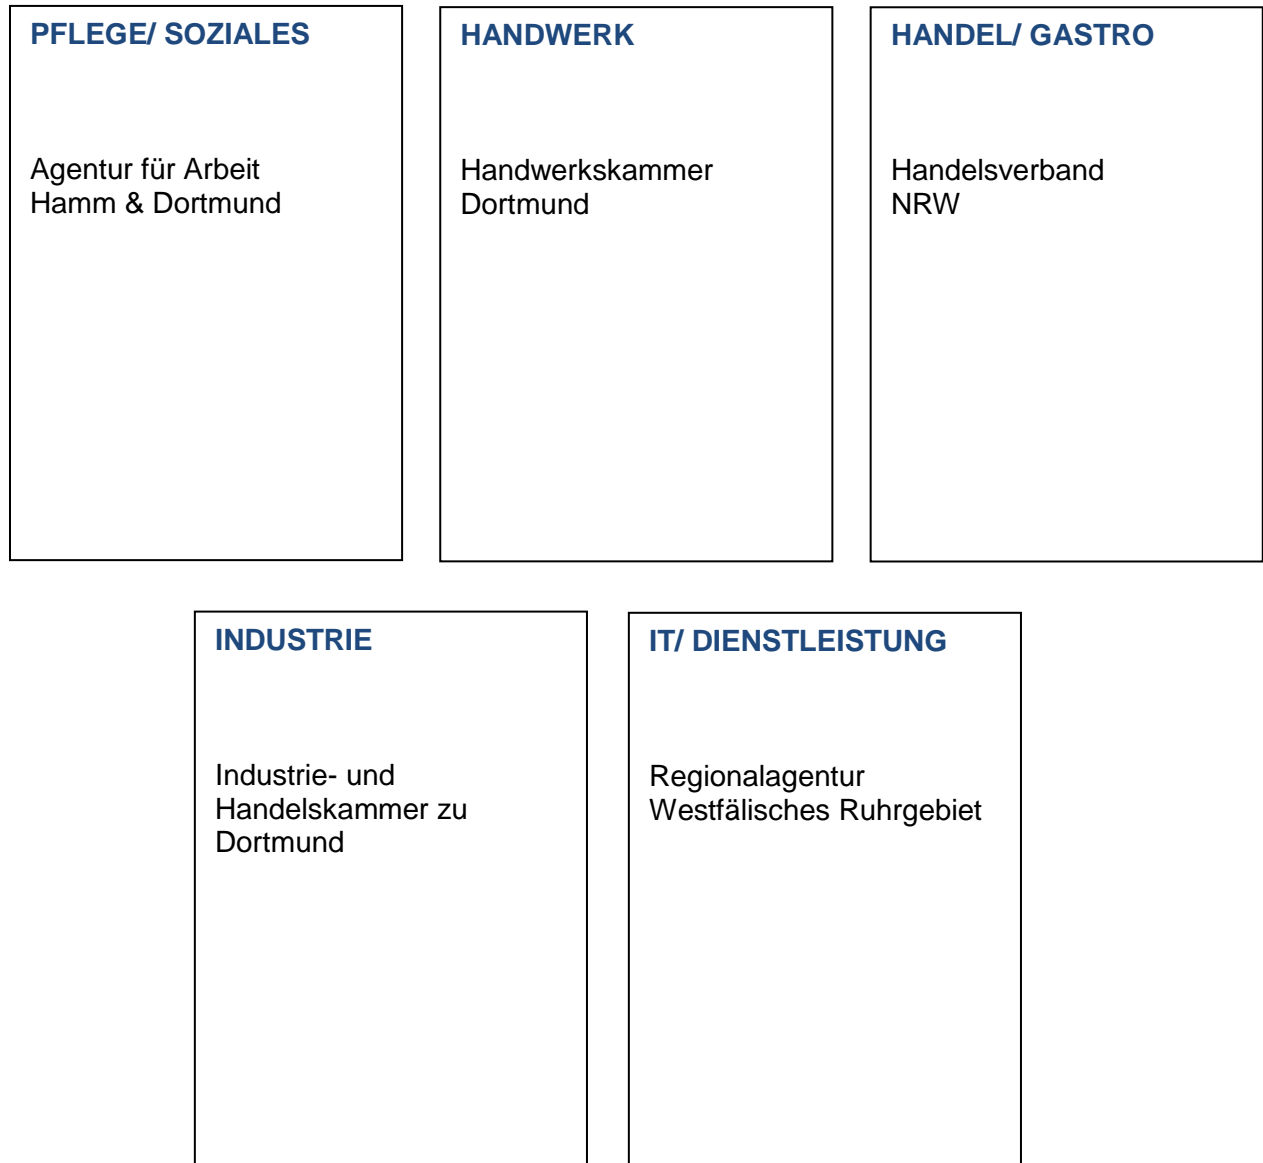 PFLEGE/ SOZIALES
Agentur für Arbeit
Hamm & Dortmund
HANDWERK
Handwerkskammer
Dortmund
HANDEL/ GASTRO
Handelsverband
NRW
INDUSTRIE
Industrie- und
Handelskammer zu
Dortmund
IT/ DIENSTLEISTUNG
Regionalagentur
Westfälisches Ruhrgebiet